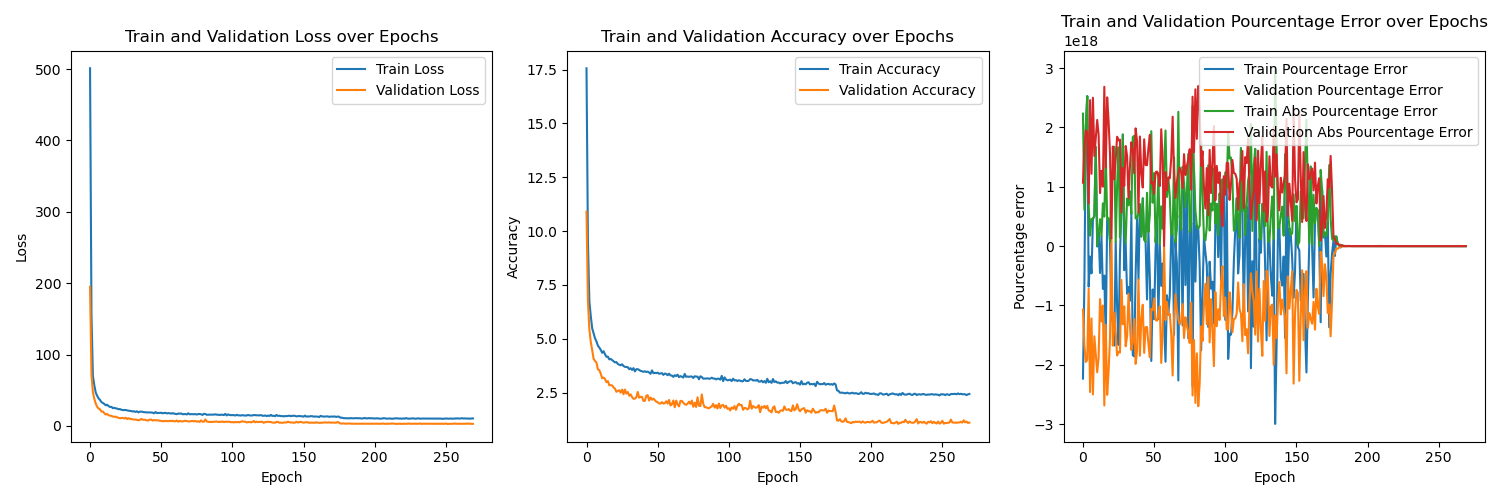 Train and Validation Loss over Epochs
Loss
500
400
300
200
100
0
Train Loss
Validation Loss
0 50 100 150 200 250
Epoch
Train and Validation Accuracy over Epochs
Accuracy
17.5
15.0
12.5
10.0
7.5
5.0
2.5
Train Accuracy
Validation Accuracy
0 50 100 150 200 250
Epoch
Train and Validation Pourcentage Error over Epochs
1e18
Pourcentage error
3
2
1
0
−1
−2
−3
Train Pourcentage Error
Validation Pourcentage Error
Train Abs Pourcentage Error
Validation Abs Pourcentage Error
0 50 100 150 200 250
Epoch